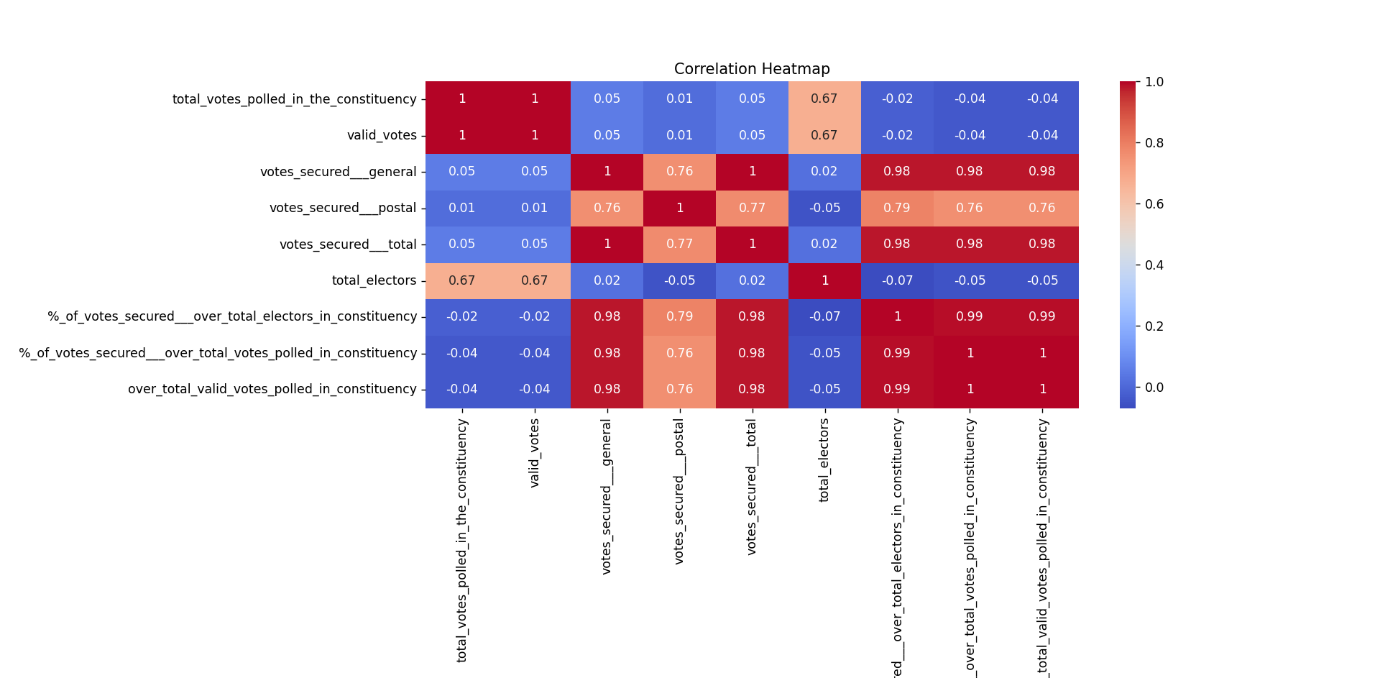 Correlation Heatmap
total_votes_polled_in_the_constituency 1 1 0.05 0.01 0.05 0.67 -0.02 -0.04 -0.04
valid_votes 1 1 0.05 0.01 0.05 0.67 -0.02 -0.04 -0.04
votes_secured___general 0.05 0.05 1 0.76 1 0.02 0.98 0.98 0.98
votes_secured___postal 0.01 0.01 0.76 1 0.77 -0.05 0.79 0.76 0.76
votes_secured___total 0.05 0.05 1 0.77 1 0.02 0.98 0.98 0.98
total_electors 0.67 0.67 0.02 -0.05 0.02 1 -0.07 -0.05 -0.05
%_of_votes_secured___over_total_electors_in_constituency -0.02 -0.02 0.98 0.79 0.98 -0.07 1 0.99 0.99
%_of_votes_secured___over_total_votes_polled_in_constituency -0.04 -0.04 0.98 0.76 0.98 -0.05 0.99 1 1
over_total_valid_votes_polled_in_constituency -0.04 -0.04 0.98 0.76 0.98 -0.05 0.99 1 1
total_votes_polled_in_the_constituency
valid_votes
votes_secured___general
votes_secured___postal
votes_secured___total
total_electors
red___over_total_electors_in_constituency
_over_total_votes_polled_in_constituency
_total_valid_votes_polled_in_constituency
1.0
0.8
0.6
0.4
0.2
0.0